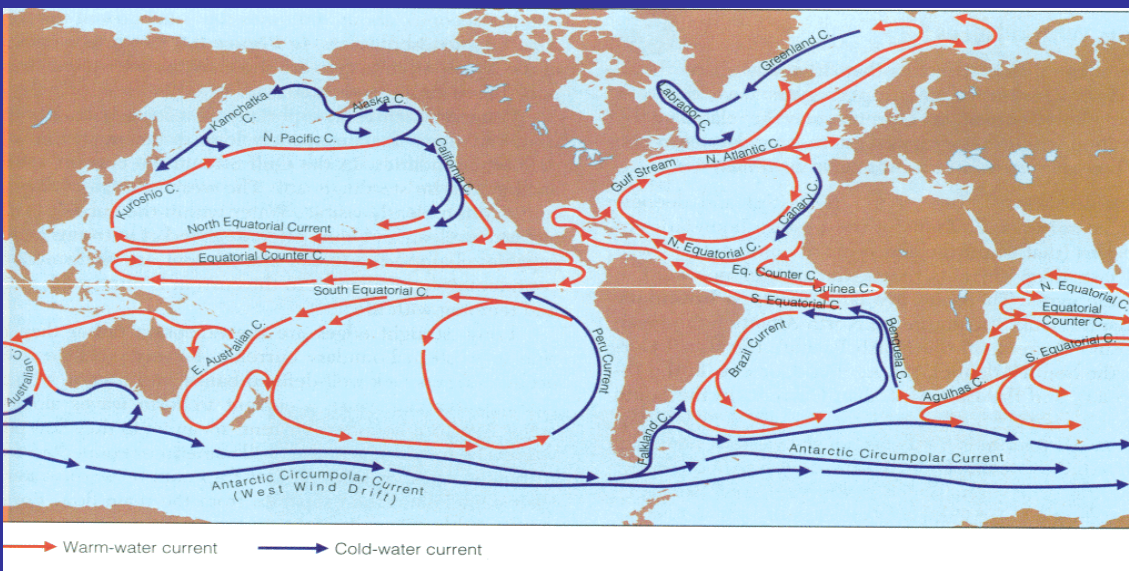 Greenland C.
Labrador C.
Kamchatka
C.
Alaska C.
N. Pacific C.
California C.
N. Atlantic C.
Gulf Stream
Kuroshio C.
Canary C.
North Equatorial Current
N. Equatorial C.
Equatorial Counter C.
Eq. Counter C.
Guinea C.
South Equatorial C.
S. Equatorial C.
N. Equatorial C.
Equatorial
Counter C.
S. Equatorial C.
E. Australian C.
Peru Current
Brazil Current
Benguela C.
Agulhas C.
Australian C.
Falkland C.
Antarctic Circumpolar Current
(West Wind Drift)
Antarctic Circumpolar Current
Warm-water current
Cold-water current